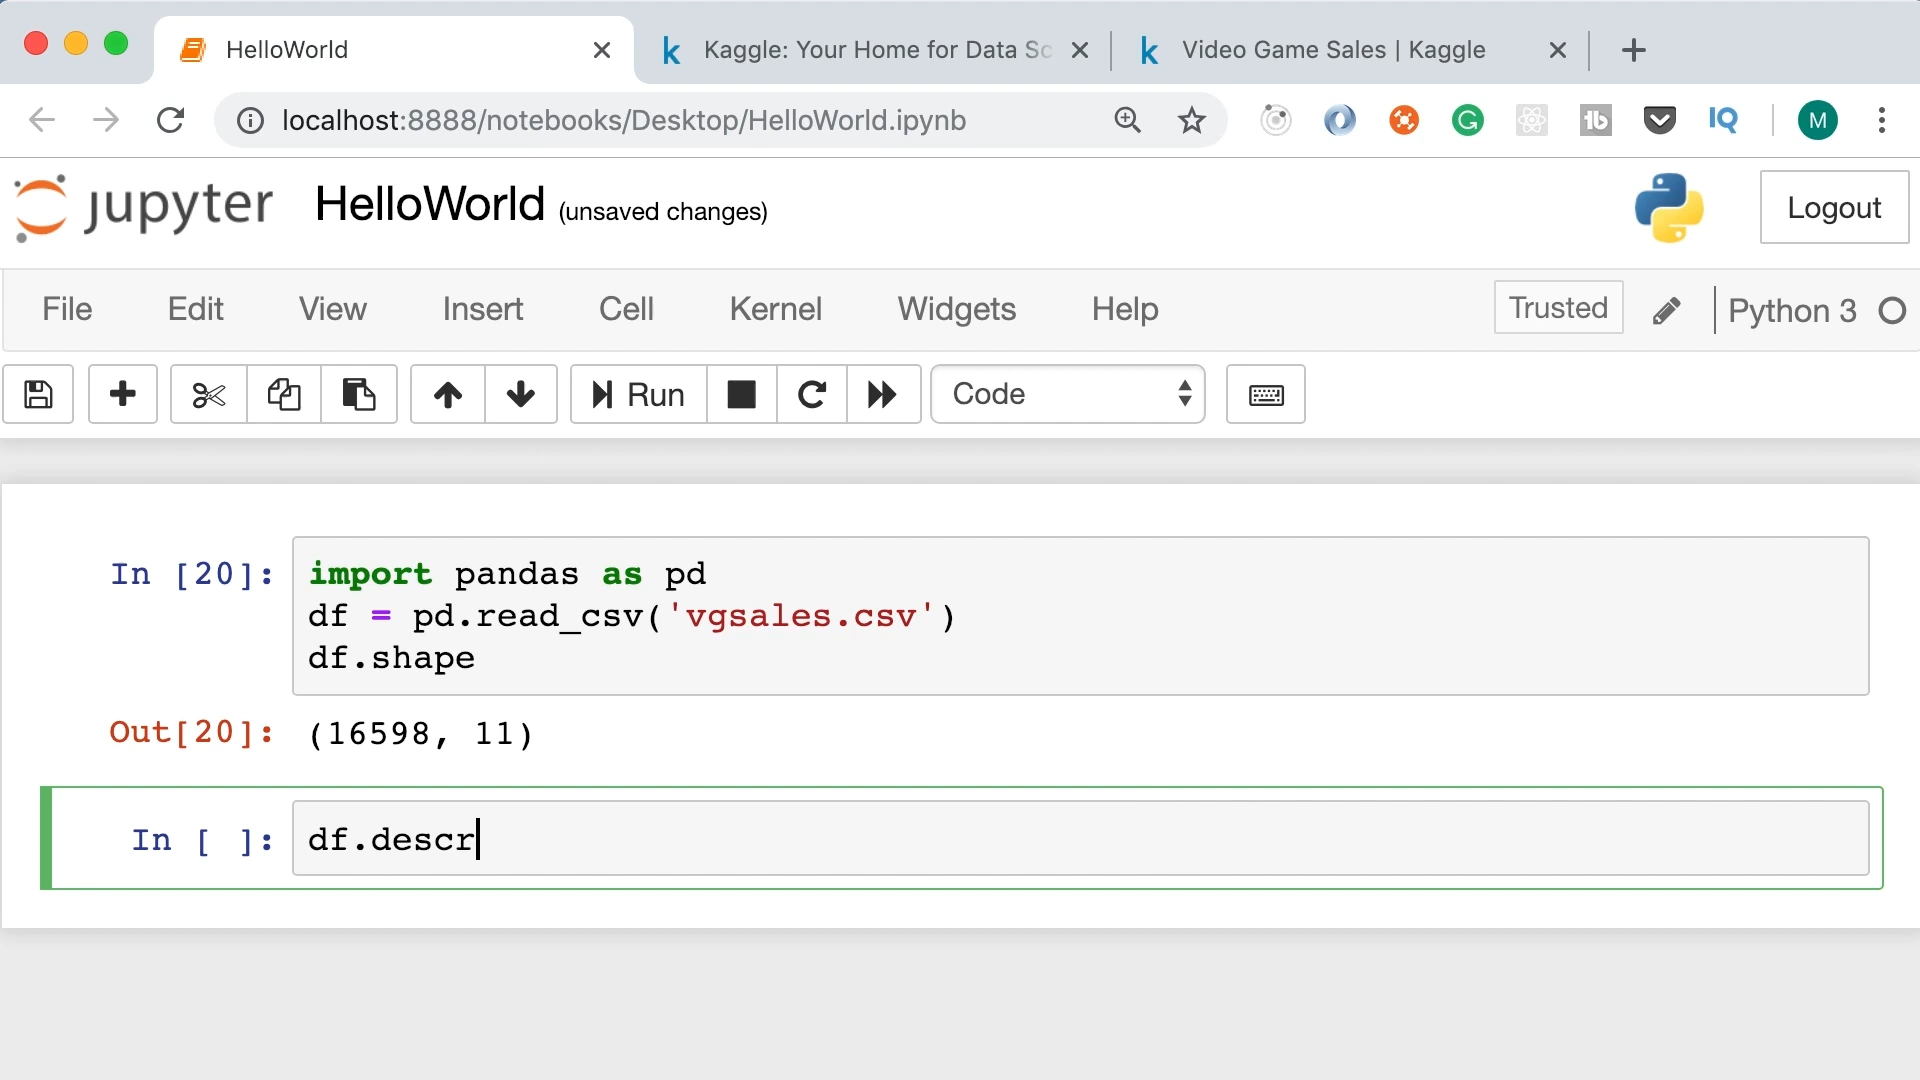 HelloWorld
Kaggle: Your Home for Data Sc
Video Game Sales | Kaggle
localhost:8888/notebooks/Desktop/HelloWorld.ipynb
1b
IQ
M
jupyter HelloWorld (unsaved changes)
Logout
File Edit View Insert Cell Kernel Widgets Help
Trusted
Python 3
Run
Code
In [20]: import pandas as pd
df = pd.read_csv('vgsales.csv')
df.shape
Out[20]: (16598, 11)
In [ ]: df.descr